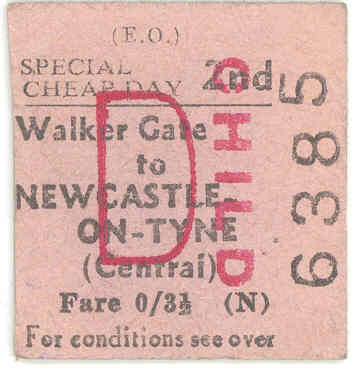 (E.O.)
SPECIAL
CHEAP DAY 2nd
Walker Gate
to
NEWCASTLE-
ON-TYNE
(Central)
Fare 0/3½ (N)
For conditions see over
D
CHILD
6385